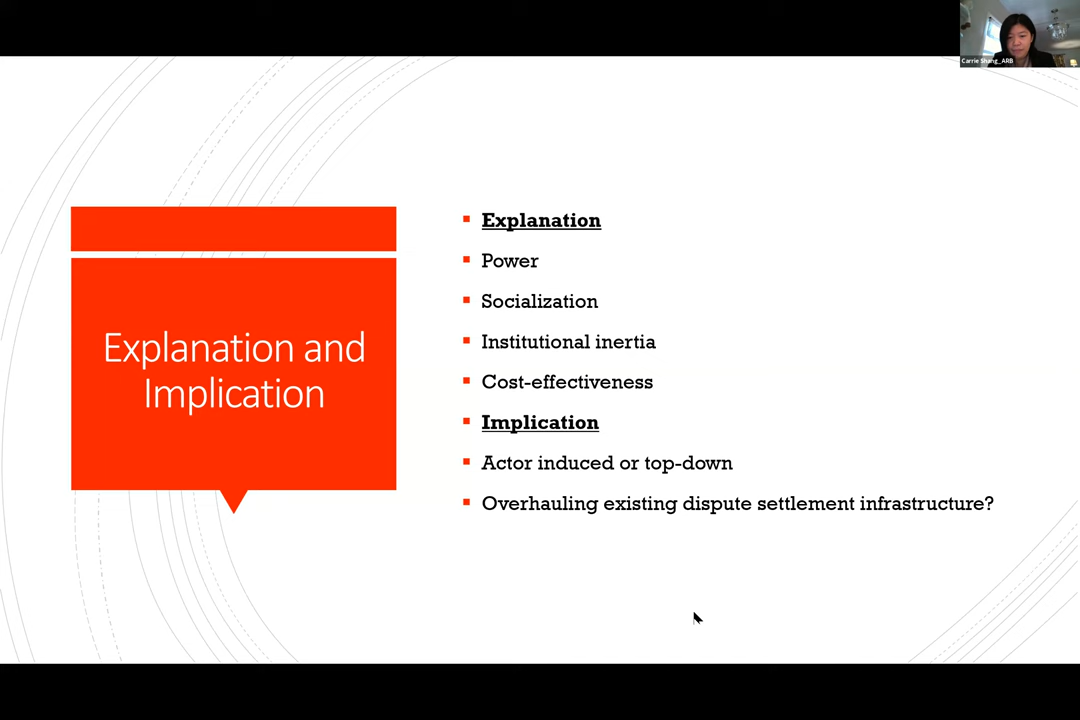 Carrie Shang_ARB
Explanation and
Implication
Explanation
Power
Socialization
Institutional inertia
Cost-effectiveness
Implication
Actor induced or top-down
Overhauling existing dispute settlement infrastructure?